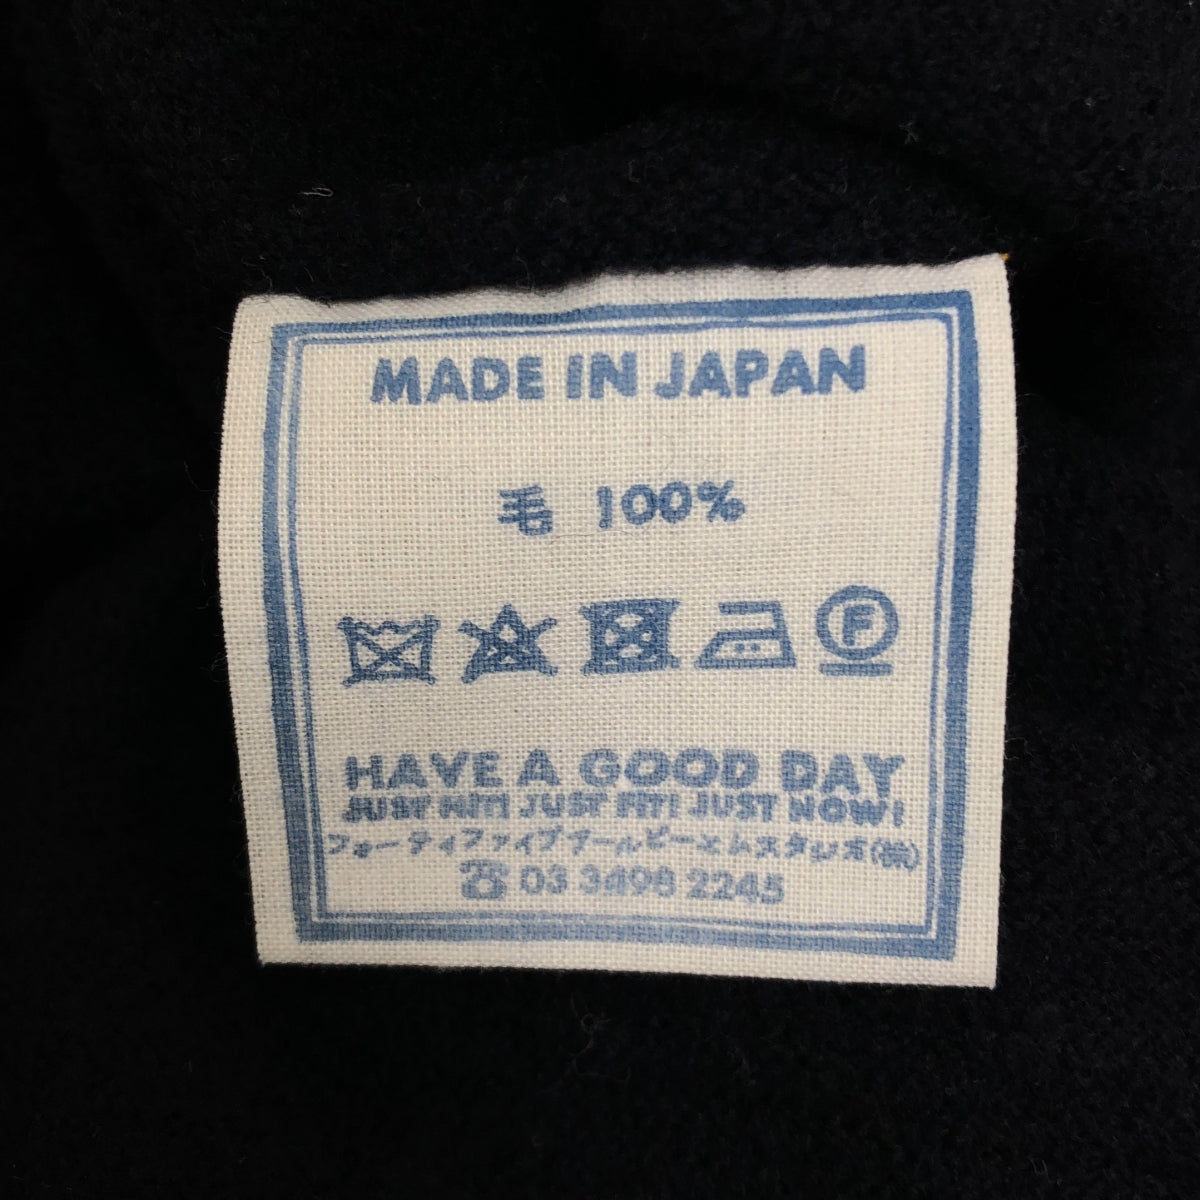 MADE IN JAPAN
毛 100%
F
HAVE A GOOD DAY
JUST HIT! JUST FIT! JUST NOW!
フォーティファイブアールピーエムスタジオ(株)
☎ 03 3498 2245